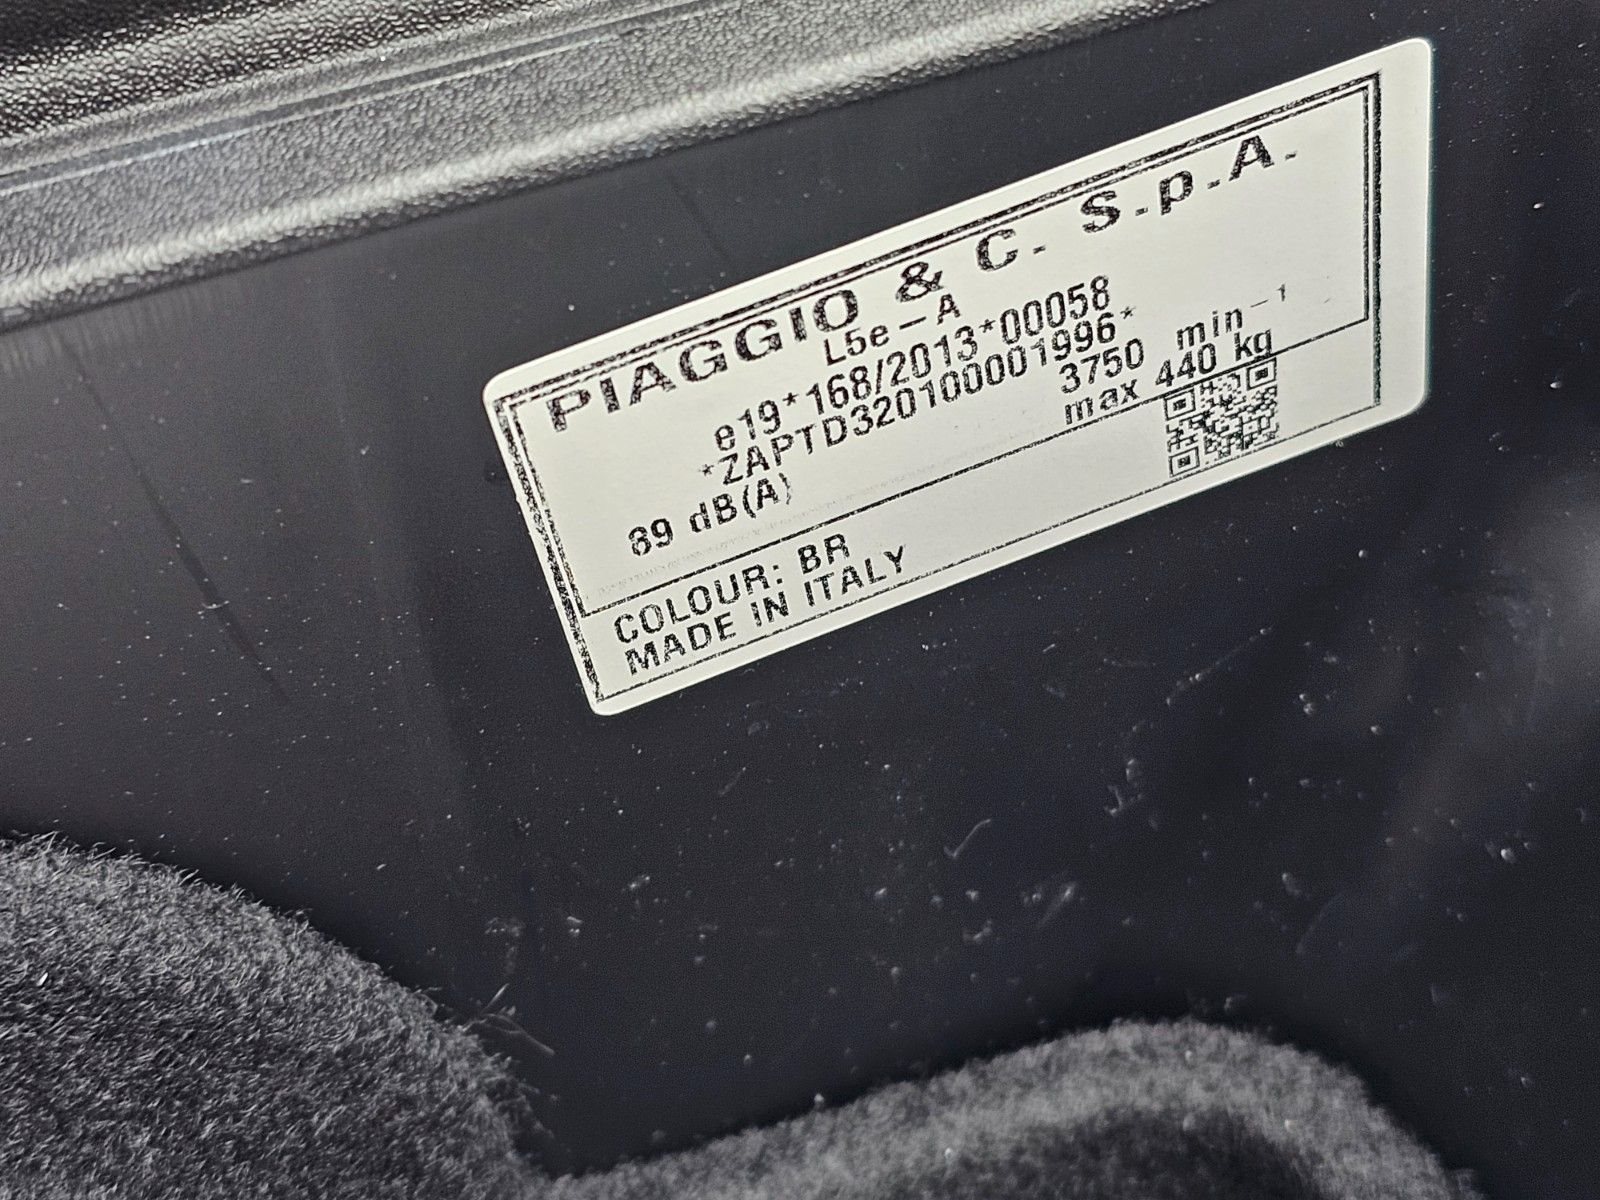 PIAGGIO & C. S.p.A.
L5e-A
e19*168/2013*00058
*ZAPTD320100001996*
89 dB(A) 3750 min⁻¹
max 440 kg
COLOUR: BR
MADE IN ITALY